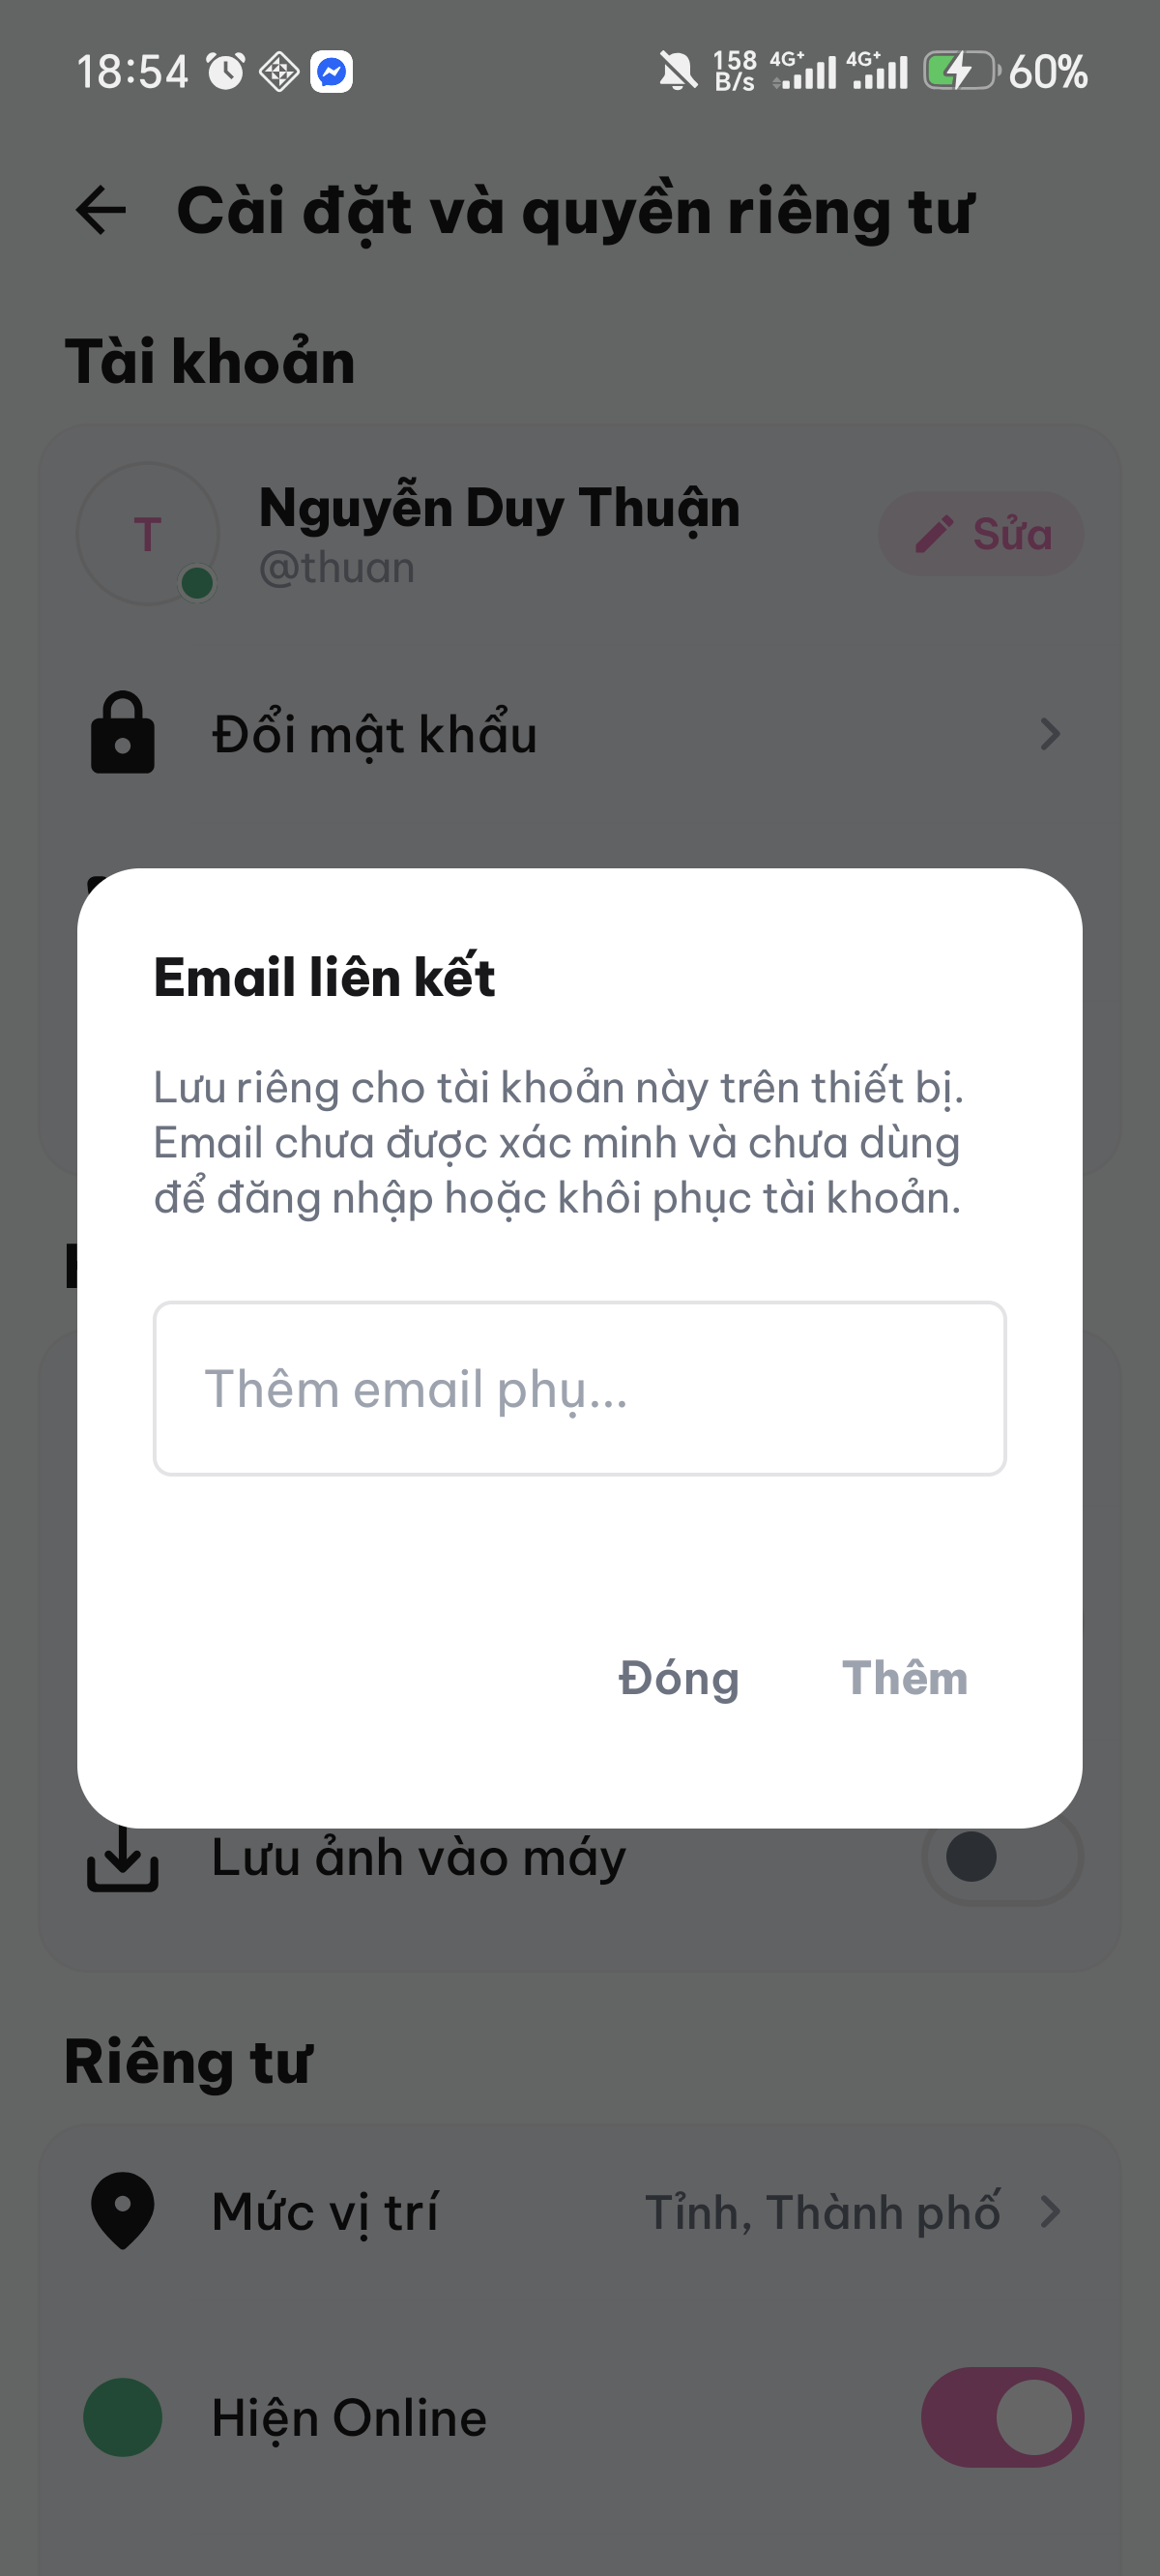 18:54
158 B/s 4G+ 4G+ 60%
Cài đặt và quyền riêng tư
Tài khoản
T
Nguyễn Duy Thuận
@thuan
Sửa
Đổi mật khẩu
Email liên kết
Lưu riêng cho tài khoản này trên thiết bị.
Email chưa được xác minh và chưa dùng
để đăng nhập hoặc khôi phục tài khoản.
Thêm email phụ...
Đóng
Thêm
Lưu ảnh vào máy
Riêng tư
Mức vị trí
Tỉnh, Thành phố
Hiện Online